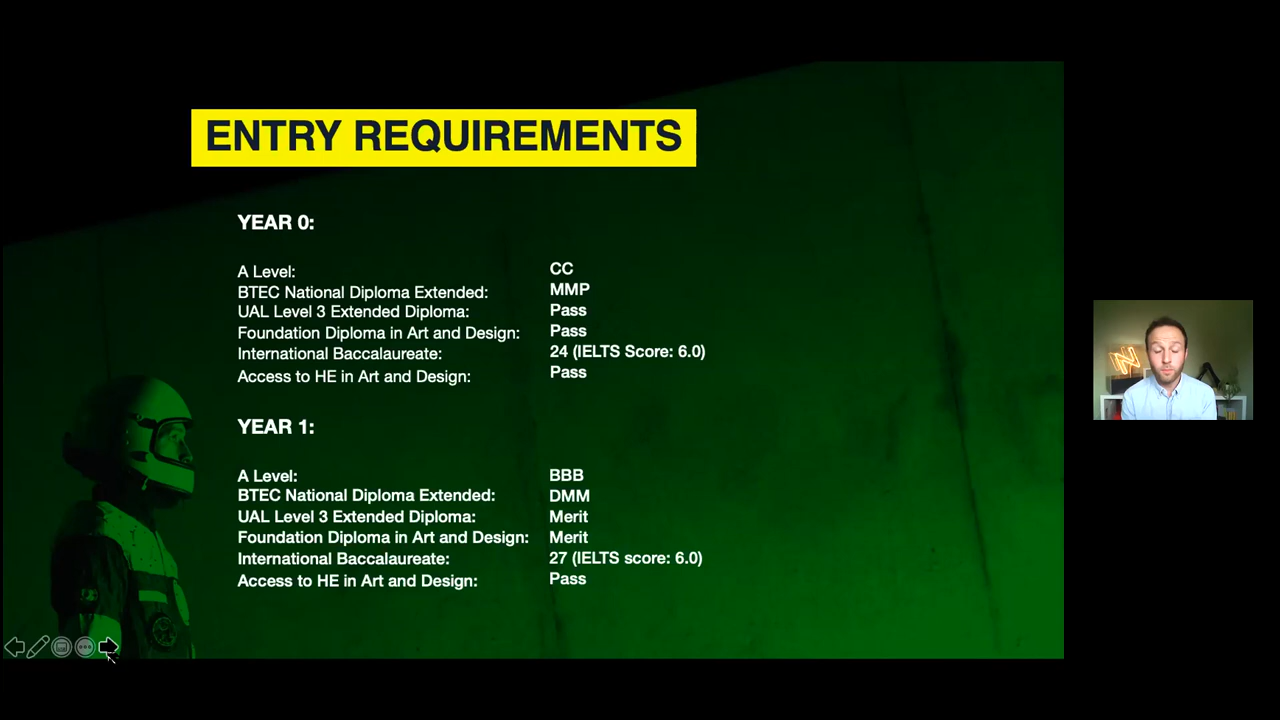 ENTRY REQUIREMENTS
YEAR 0:
A Level: CC
BTEC National Diploma Extended: MMP
UAL Level 3 Extended Diploma: Pass
Foundation Diploma in Art and Design: Pass
International Baccalaureate: 24 (IELTS Score: 6.0)
Access to HE in Art and Design: Pass
YEAR 1:
A Level: BBB
BTEC National Diploma Extended: DMM
UAL Level 3 Extended Diploma: Merit
Foundation Diploma in Art and Design: Merit
International Baccalaureate: 27 (IELTS score: 6.0)
Access to HE in Art and Design: Pass